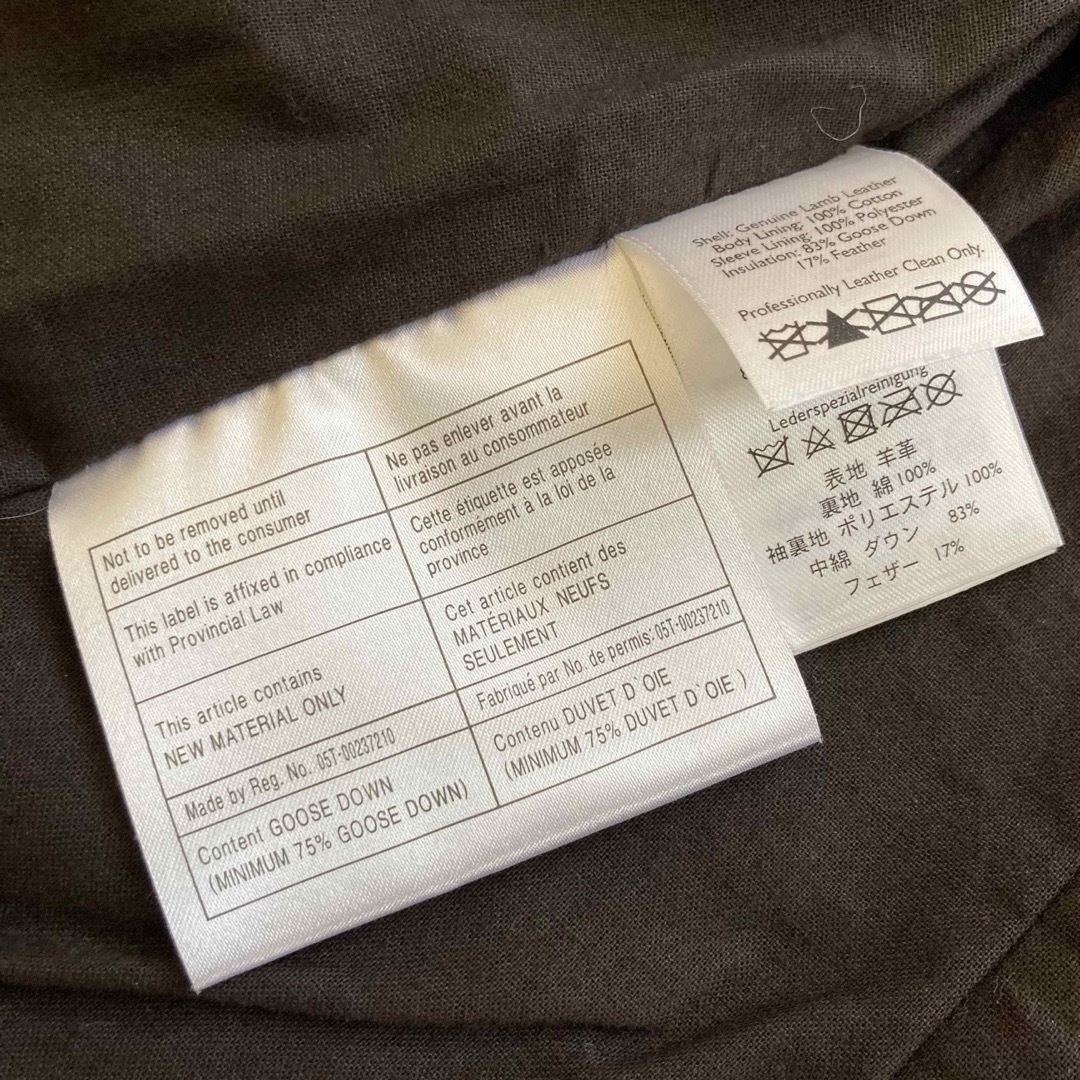 Not to be removed until
delivered to the consumer
Ne pas enlever avant la
livraison au consommateur
This label is affixed in compliance
with Provincial Law
Cette étiquette est apposée
conformément à la loi de la
province
This article contains
NEW MATERIAL ONLY
Cet article contient des
MATÉRIAUX NEUFS
SEULEMENT
Made by Reg. No. 05T-00237210
Fabriqué par No. de permis: 05T-00237210
Content GOOSE DOWN
(MINIMUM 75% GOOSE DOWN)
Contenu DUVET D`OIE
(MINIMUM 75% DUVET D`OIE )
Shell: Genuine Lamb Leather
Body Lining: 100% Cotton
Sleeve Lining: 100% Polyester
Insulation: 83% Goose Down
17% Feather
Professionally Leather Clean Only.
Lederspezialreinigung
表地 羊革
裏地 綿 100%
袖裏地 ポリエステル 100%
中綿 ダウン 83%
フェザー 17%